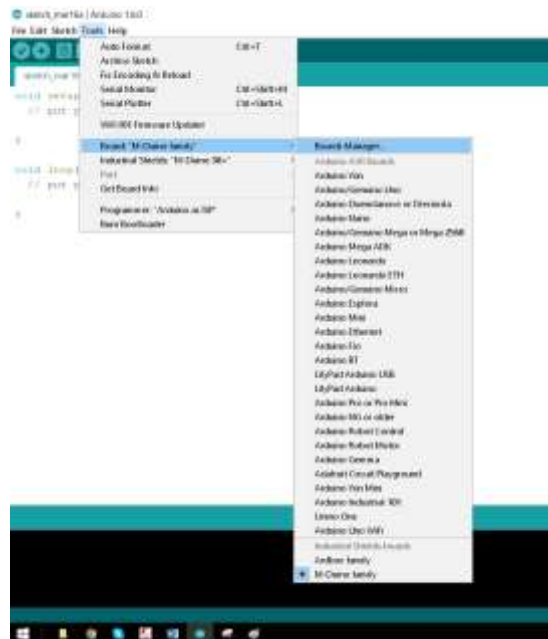 sketch_mar16a | Arduino 1.8.0
File Edit Sketch Tools Help
Auto Format Ctrl+T
Archive Sketch
Fix Encoding & Reload
Serial Monitor Ctrl+Shift+M
Serial Plotter Ctrl+Shift+L
WiFi101 Firmware Updater
Board: "M-Duino family"
Industrial Shields: "M-Duino
Port
Get Board Info
Programmer: "Arduino as ISP"
Burn Bootloader
void setup
// put
}
void loop
// put
}
Boards Manager...
Arduino AVR Boards
Arduino Yún
Arduino/Genuino Uno
Arduino Duemilanove or Diecimila
Arduino Nano
Arduino/Genuino Mega or Mega 2560
Arduino Mega ADK
Arduino Leonardo
Arduino Leonardo ETH
Arduino/Genuino Micro
Arduino Esplora
Arduino Mini
Arduino Ethernet
Arduino Fio
Arduino BT
LilyPad Arduino USB
LilyPad Arduino
Arduino Pro or Pro Mini
Arduino NG or older
Arduino Robot Control
Arduino Robot Motor
Arduino Gemma
Adafruit Circuit Playground
Arduino Yún Mini
Arduino Industrial 101
Linino One
Arduino Uno WiFi
Industrial Shields boards
Ardbox family
M-Duino family